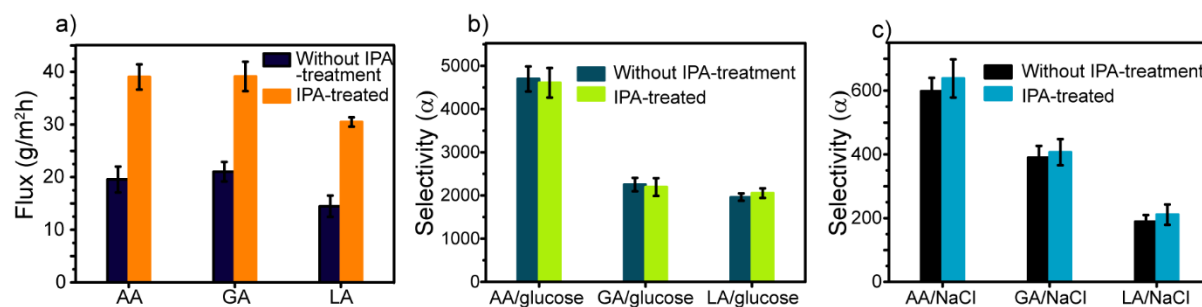 a)
Flux (g/m²h)
40
30
20
15
0
Without IPA
-treatment
IPA-treated
AA GA LA
b)
Selectivity (α)
5000
4000
3000
2000
1000
0
Without IPA-treatment
IPA-treated
AA/glucose GA/glucose LA/glucose
c)
Selectivity (α)
600
400
200
0
Without IPA-treatment
IPA-treated
AA/NaCl GA/NaCl LA/NaCl